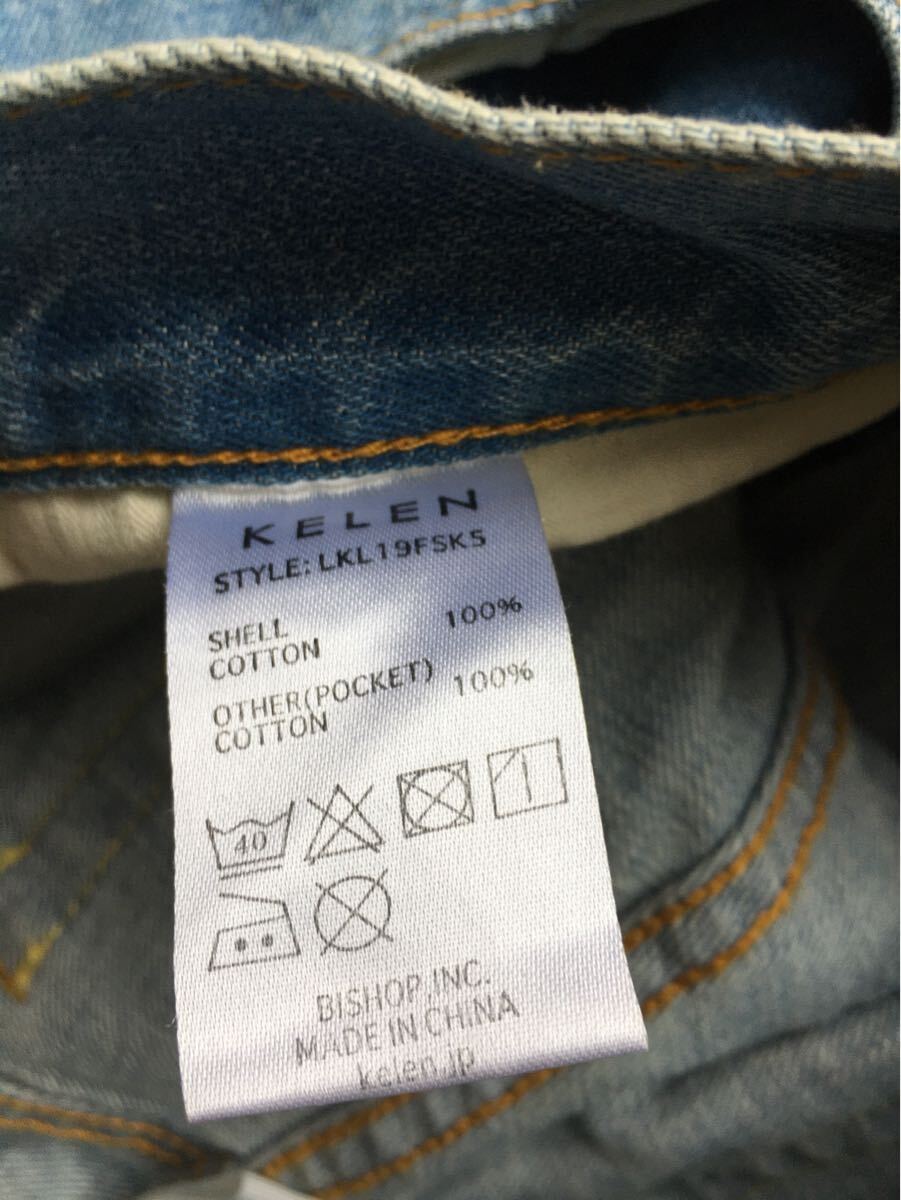 KELEN
STYLE: LKL19FSK5
SHELL
COTTON 100%
OTHER(POCKET)
COTTON 100%
40
BISHOP.INC.
MADE IN CHINA
kelen.jp